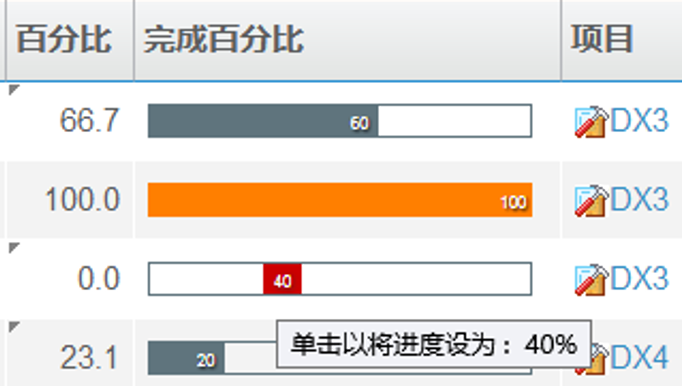 百分比 完成百分比 项目
66.7 60 DX3
100.0 100 DX3
0.0 40 DX3
单击以将进度设为：40%
23.1 20 DX4